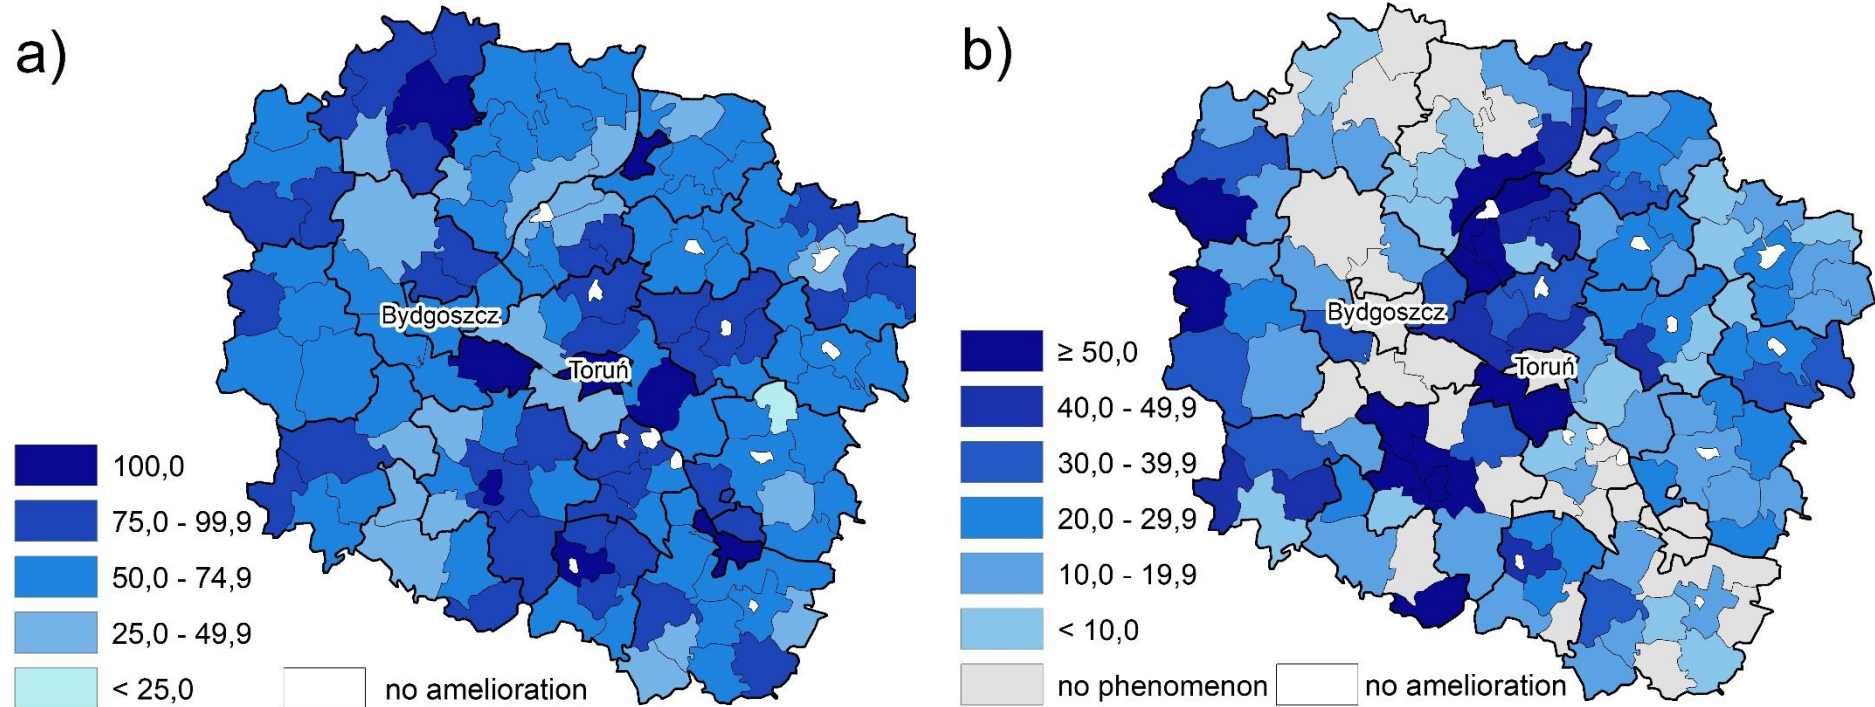 a)
Bydgoszcz
Toruń
100,0
75,0 - 99,9
50,0 - 74,9
25,0 - 49,9
< 25,0
no amelioration
b)
Bydgoszcz
Toruń
≥ 50,0
40,0 - 49,9
30,0 - 39,9
20,0 - 29,9
10,0 - 19,9
< 10,0
no phenomenon
no amelioration